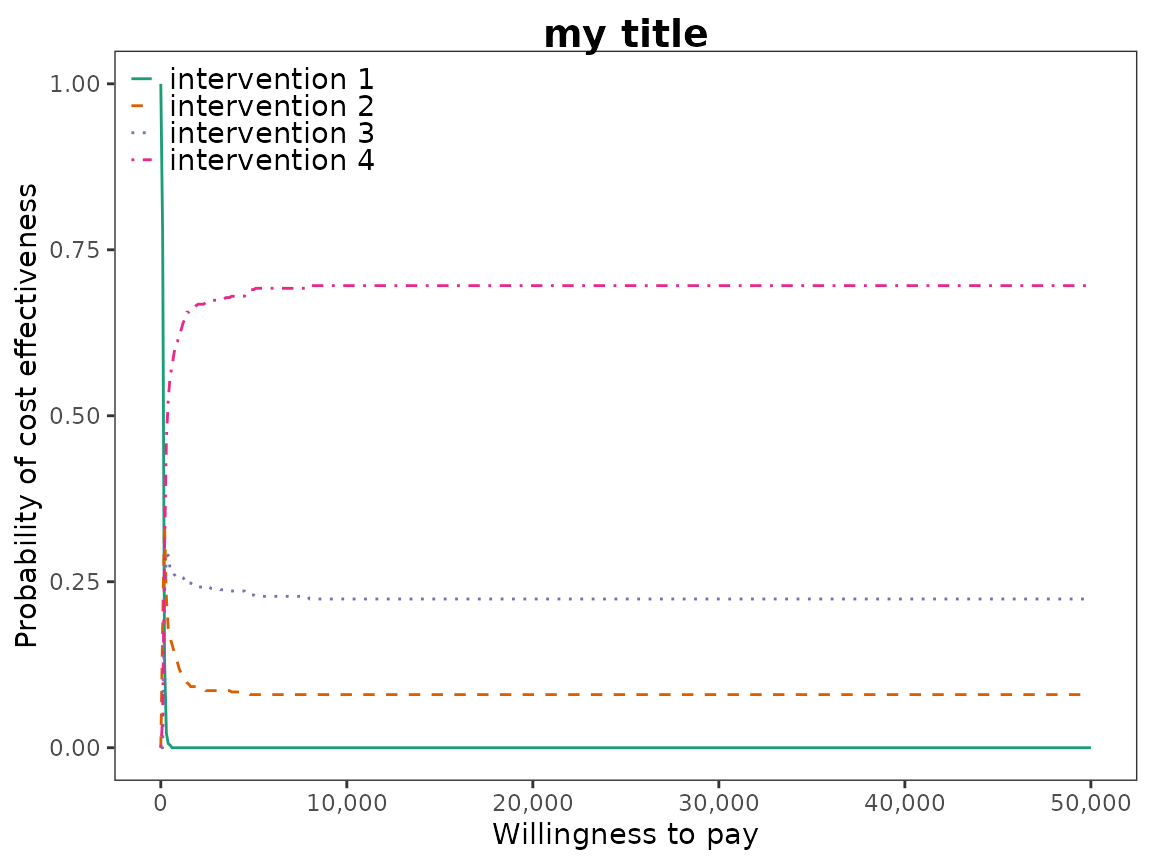 my title
intervention 1
intervention 2
intervention 3
intervention 4
Probability of cost effectiveness
1.00
0.75
0.50
0.25
0.00
0 10,000 20,000 30,000 40,000 50,000
Willingness to pay